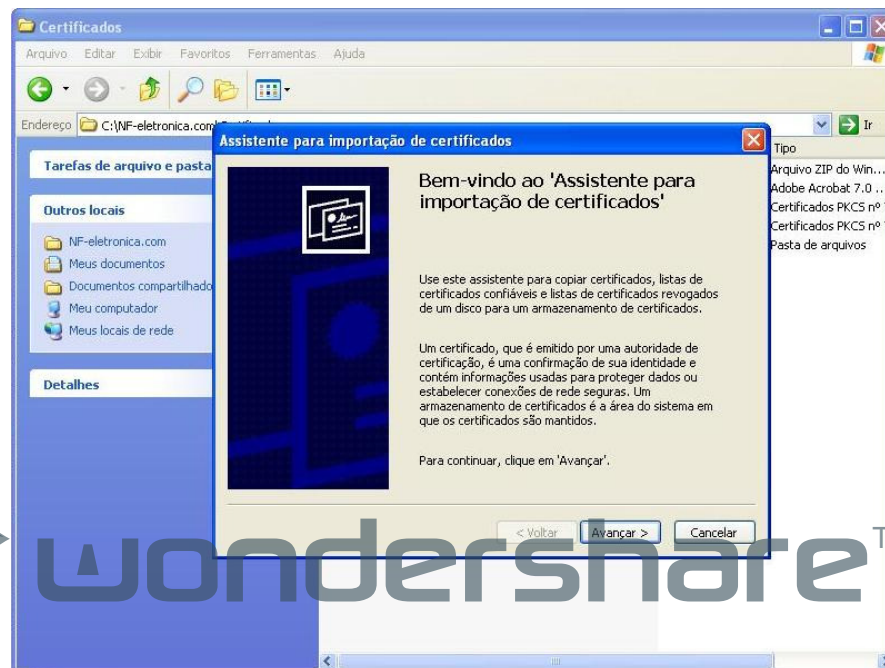 Certificados
Arquivo Editar Exibir Favoritos Ferramentas Ajuda
Endereço C:\NF-eletronica.com
Ir
Tarefas de arquivo e pasta
Outros locais
NF-eletronica.com
Meus documentos
Documentos compartilhado
Meu computador
Meus locais de rede
Detalhes
Assistente para importação de certificados
Bem-vindo ao 'Assistente para
importação de certificados'
Use este assistente para copiar certificados, listas de
certificados confiáveis e listas de certificados revogados
de um disco para um armazenamento de certificados.
Um certificado, que é emitido por uma autoridade de
certificação, é uma confirmação de sua identidade e
contém informações usadas para proteger dados ou
estabelecer conexões de rede seguras. Um
armazenamento de certificados é a área do sistema em
que os certificados são mantidos.
Para continuar, clique em 'Avançar'.
< Voltar Avançar > Cancelar
Tipo
Arquivo ZIP do Win...
Adobe Acrobat 7.0 ..
Certificados PKCS nº
Certificados PKCS nº
Pasta de arquivos
wondershare